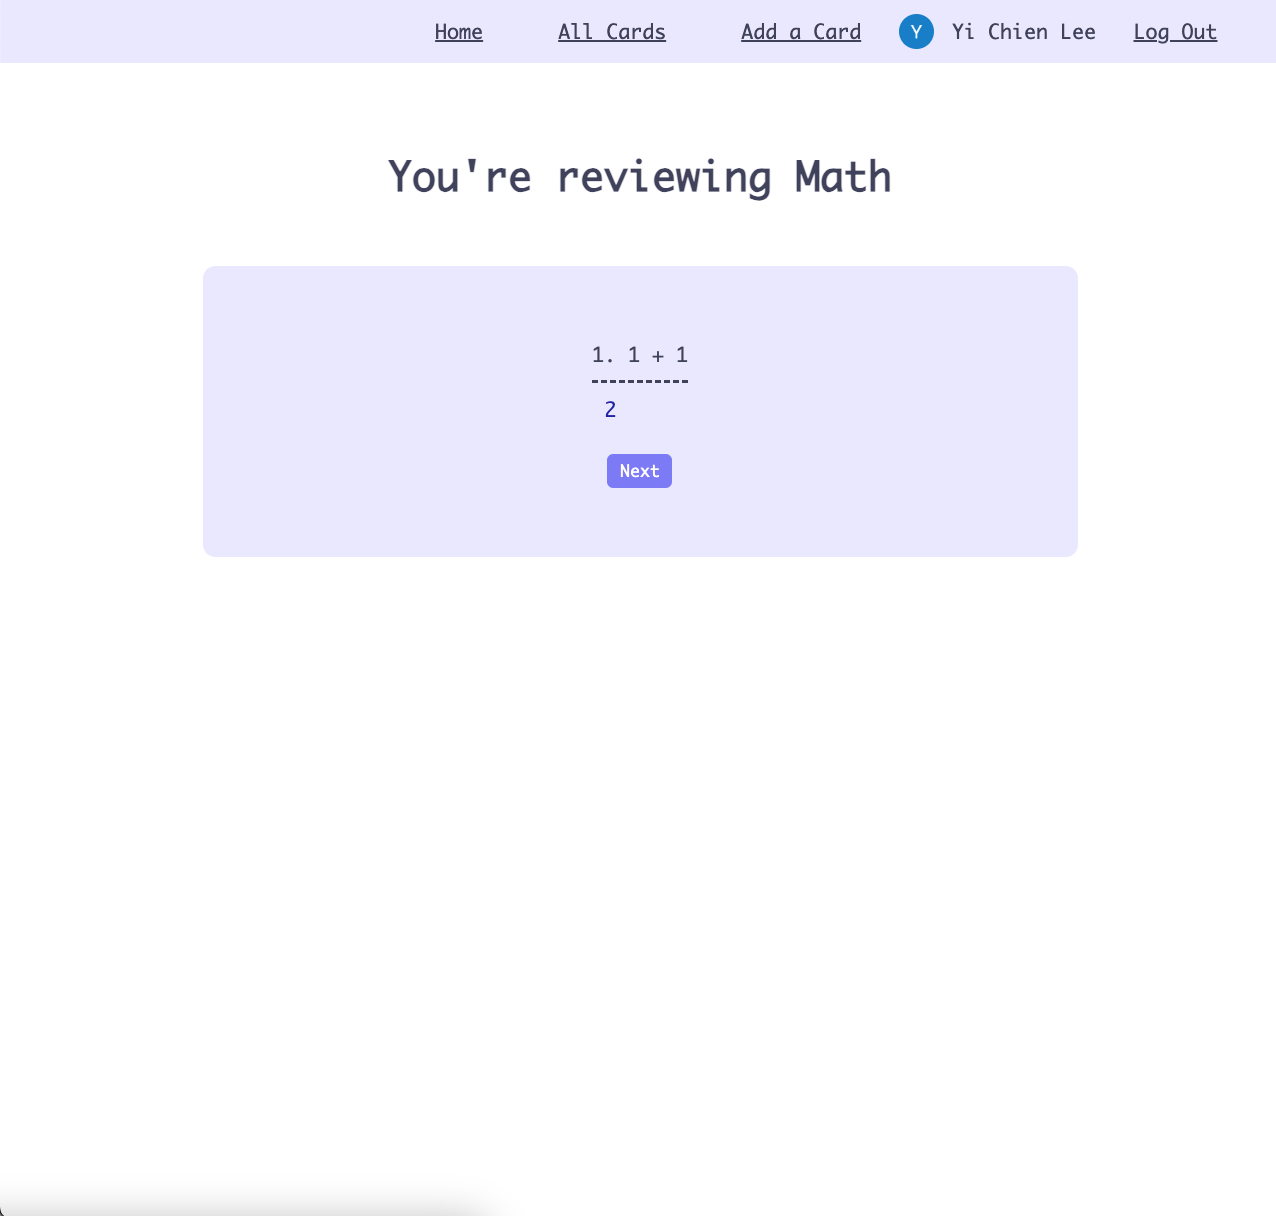 Home All Cards Add a Card Y Yi Chien Lee Log Out
You're reviewing Math
1. 1 + 1
-----------
2
Next